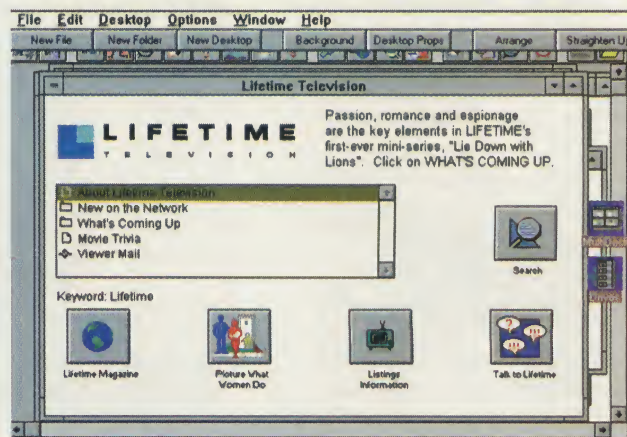 File Edit Desktop Options Window Help
New File New Folder New Desktop Background Desktop Props Arrange Straighten Up
Lifetime Television
LIFETIME
TELEVISION
Passion, romance and espionage
are the key elements in LIFETIME's
first-ever mini-series, "Lie Down with
Lions". Click on WHAT'S COMING UP.
About Lifetime Television
New on the Network
What's Coming Up
Movie Trivia
Viewer Mail
Search
Keyword: Lifetime
Lifetime Magazine
Picture What
Women Do
Listings
Information
Talk to Lifetime